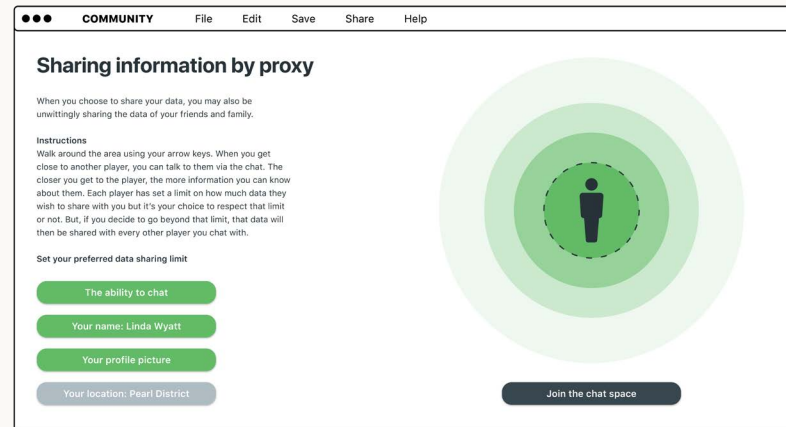 COMMUNITY File Edit Save Share Help
Sharing information by proxy
When you choose to share your data, you may also be
unwittingly sharing the data of your friends and family.
Instructions
Walk around the area using your arrow keys. When you get
close to another player, you can talk to them via the chat. The
closer you get to the player, the more information you can know
about them. Each player has set a limit on how much data they
wish to share with you but it's your choice to respect that limit
or not. But, if you decide to go beyond that limit, that data will
then be shared with every other player you chat with.
Set your preferred data sharing limit
The ability to chat
Your name: Linda Wyatt
Your profile picture
Your location: Pearl District
Join the chat space